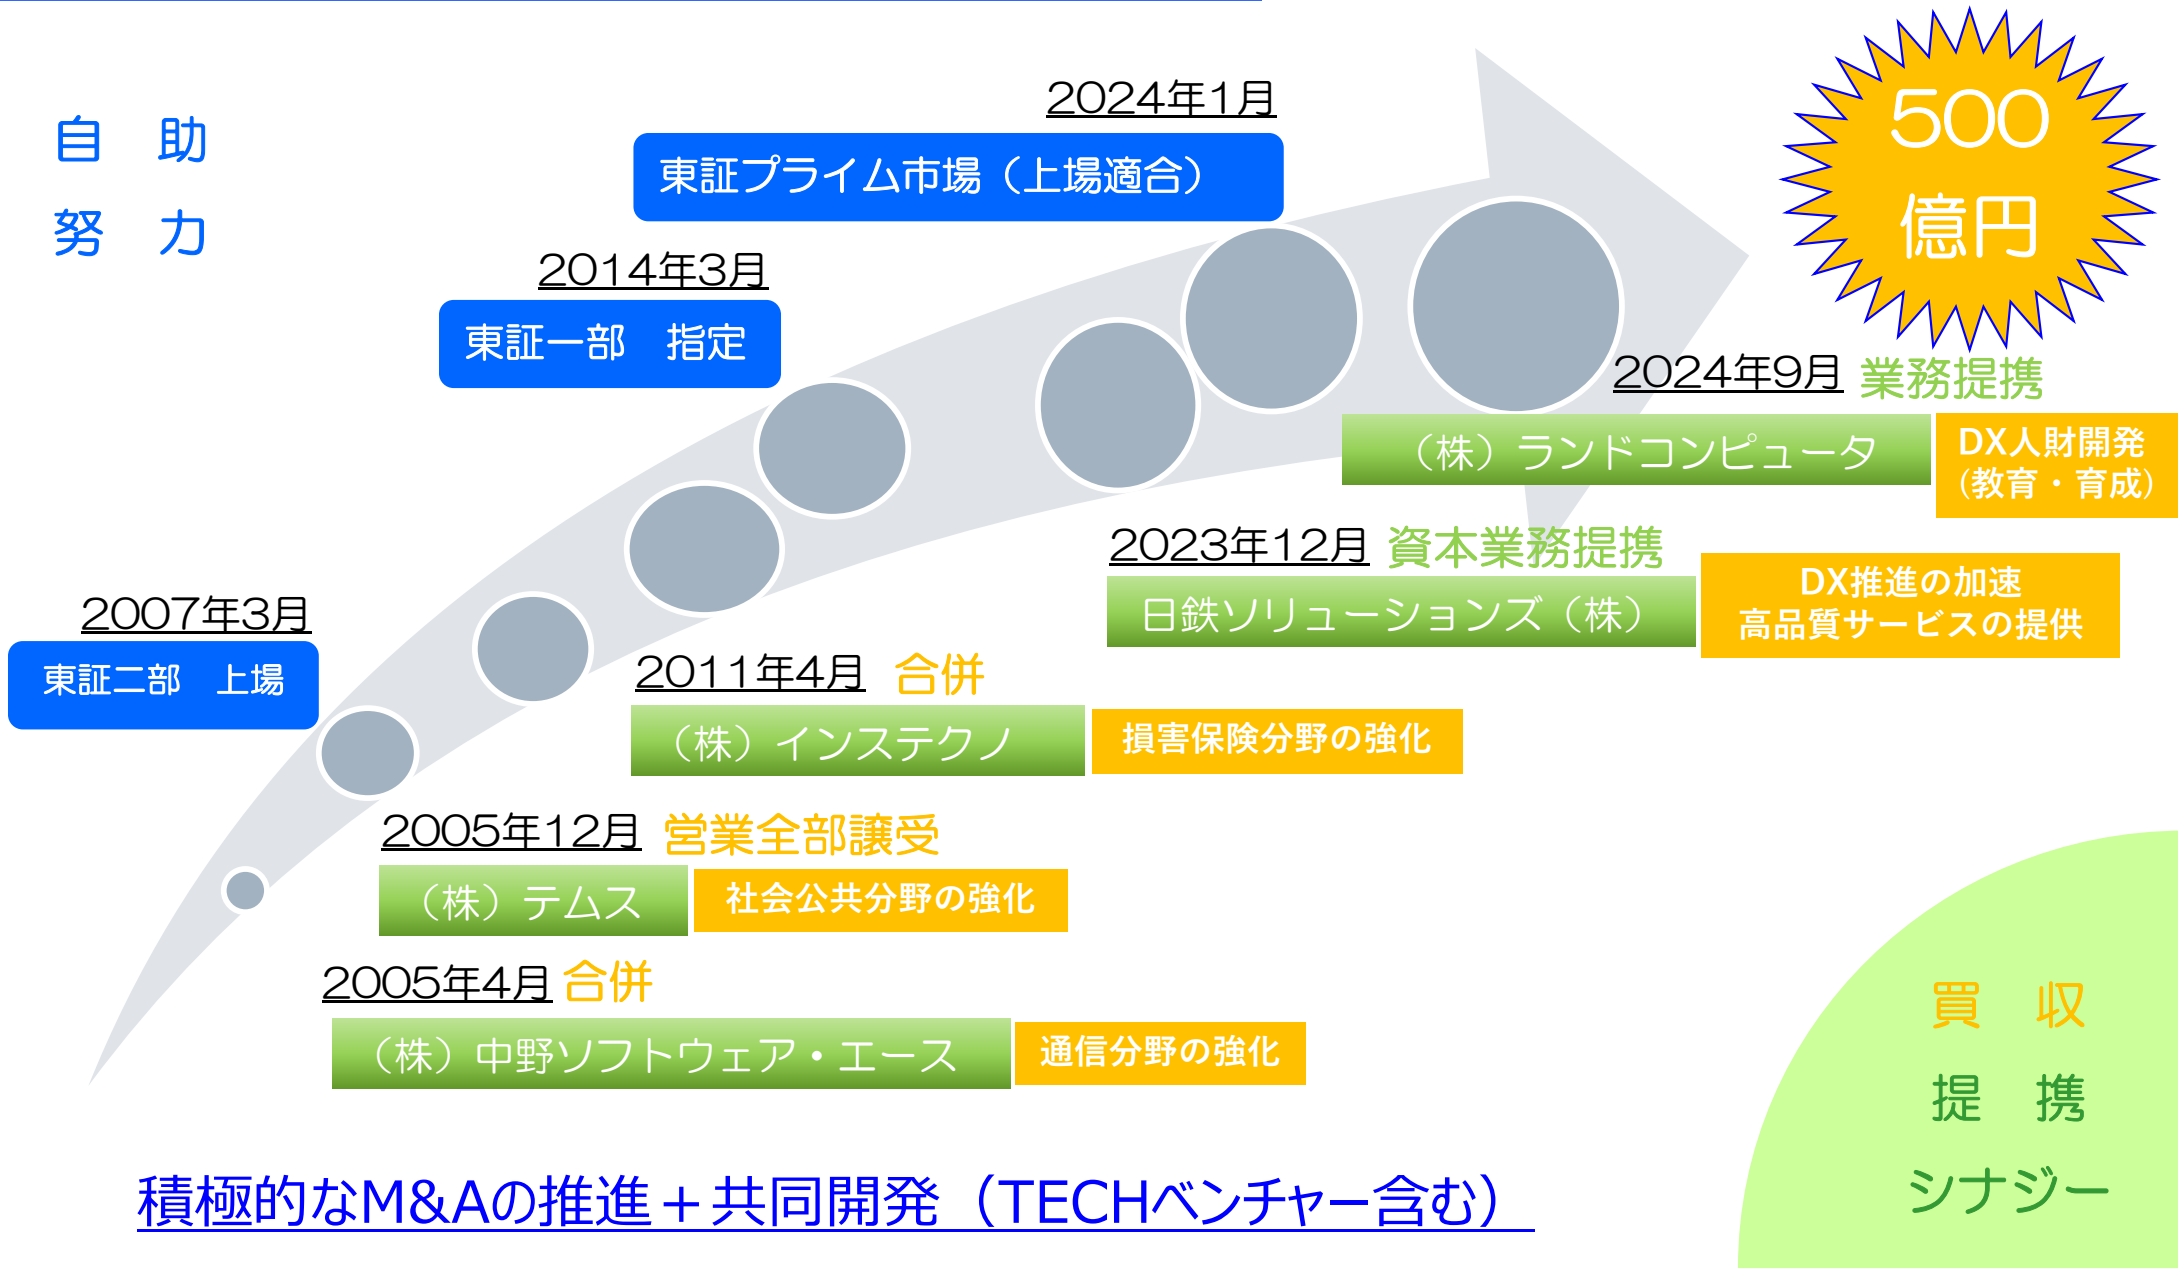 自　助
努　力
500
億円
2024年1月
東証プライム市場（上場適合）
2014年3月
東証一部　指定
2007年3月
東証二部　上場
2024年9月 業務提携
（株）ランドコンピュータ
DX人財開発
(教育・育成)
2023年12月 資本業務提携
日鉄ソリューションズ（株）
DX推進の加速
高品質サービスの提供
2011年4月 合併
（株）インステクノ
損害保険分野の強化
2005年12月 営業全部譲受
（株）テムス
社会公共分野の強化
2005年4月 合併
（株）中野ソフトウェア・エース
通信分野の強化
買　収
提　携
シナジー
積極的なM&Aの推進＋共同開発（TECHベンチャー含む）